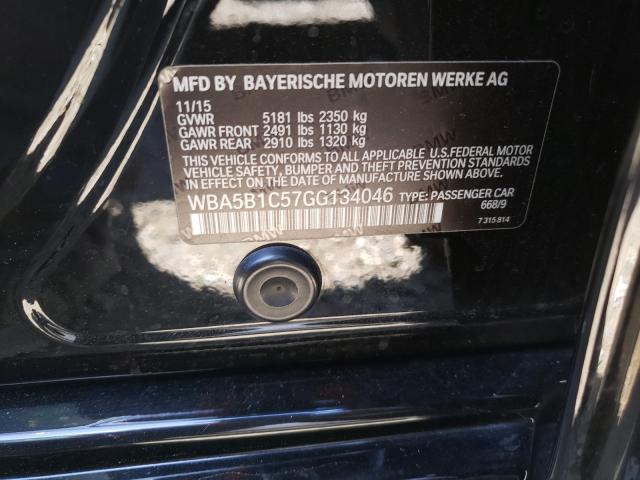 MFD BY BAYERISCHE MOTOREN WERKE AG
11/15
GVWR 5181 lbs 2350 kg
GAWR FRONT 2491 lbs 1130 kg
GAWR REAR 2910 lbs 1320 kg
THIS VEHICLE CONFORMS TO ALL APPLICABLE U.S.FEDERAL MOTOR
VEHICLE SAFETY, BUMPER, AND THEFT PREVENTION STANDARDS
IN EFFECT ON THE DATE OF MANUFACTURE SHOWN ABOVE.
WBA5B1C57GG134046 TYPE: PASSENGER CAR
668/9
7 315 814